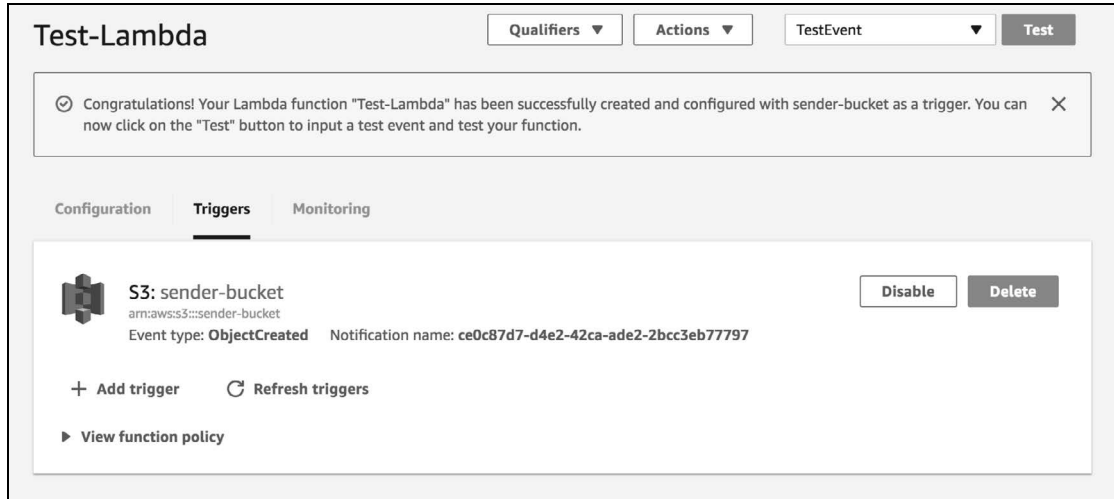 Test-Lambda
Qualifiers
Actions
TestEvent
Test
Congratulations! Your Lambda function "Test-Lambda" has been successfully created and configured with sender-bucket as a trigger. You can
now click on the "Test" button to input a test event and test your function.
Configuration
Triggers
Monitoring
S3: sender-bucket
Disable
Delete
arn:aws:s3:::sender-bucket
Event type: ObjectCreated Notification name: ce0c87d7-d4e2-42ca-ade2-2bcc3eb77797
+ Add trigger
Refresh triggers
View function policy